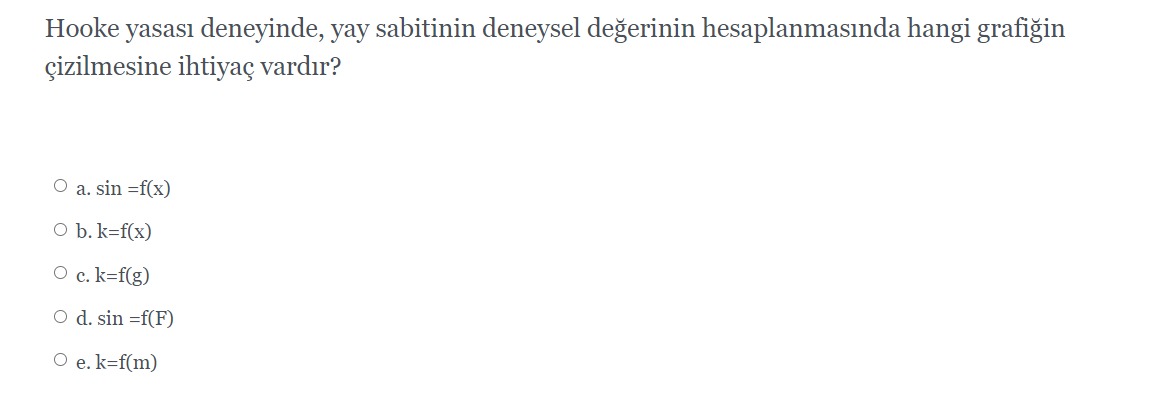 Hooke yasası deneyinde, yay sabitinin deneysel değerinin hesaplanmasında hangi grafiğin
çizilmesine ihtiyaç vardır?
a. sin =f(x)
b. k=f(x)
c. k=f(g)
d. sin =f(F)
e. k=f(m)